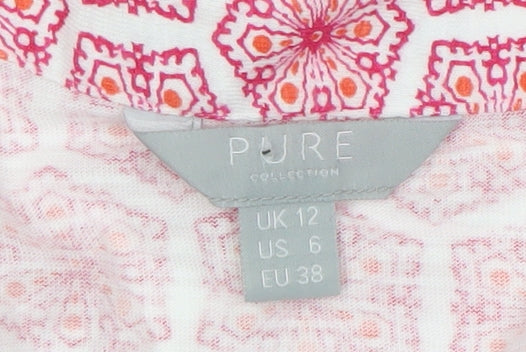 PURE
COLLECTION
UK 12
US 6
EU 38